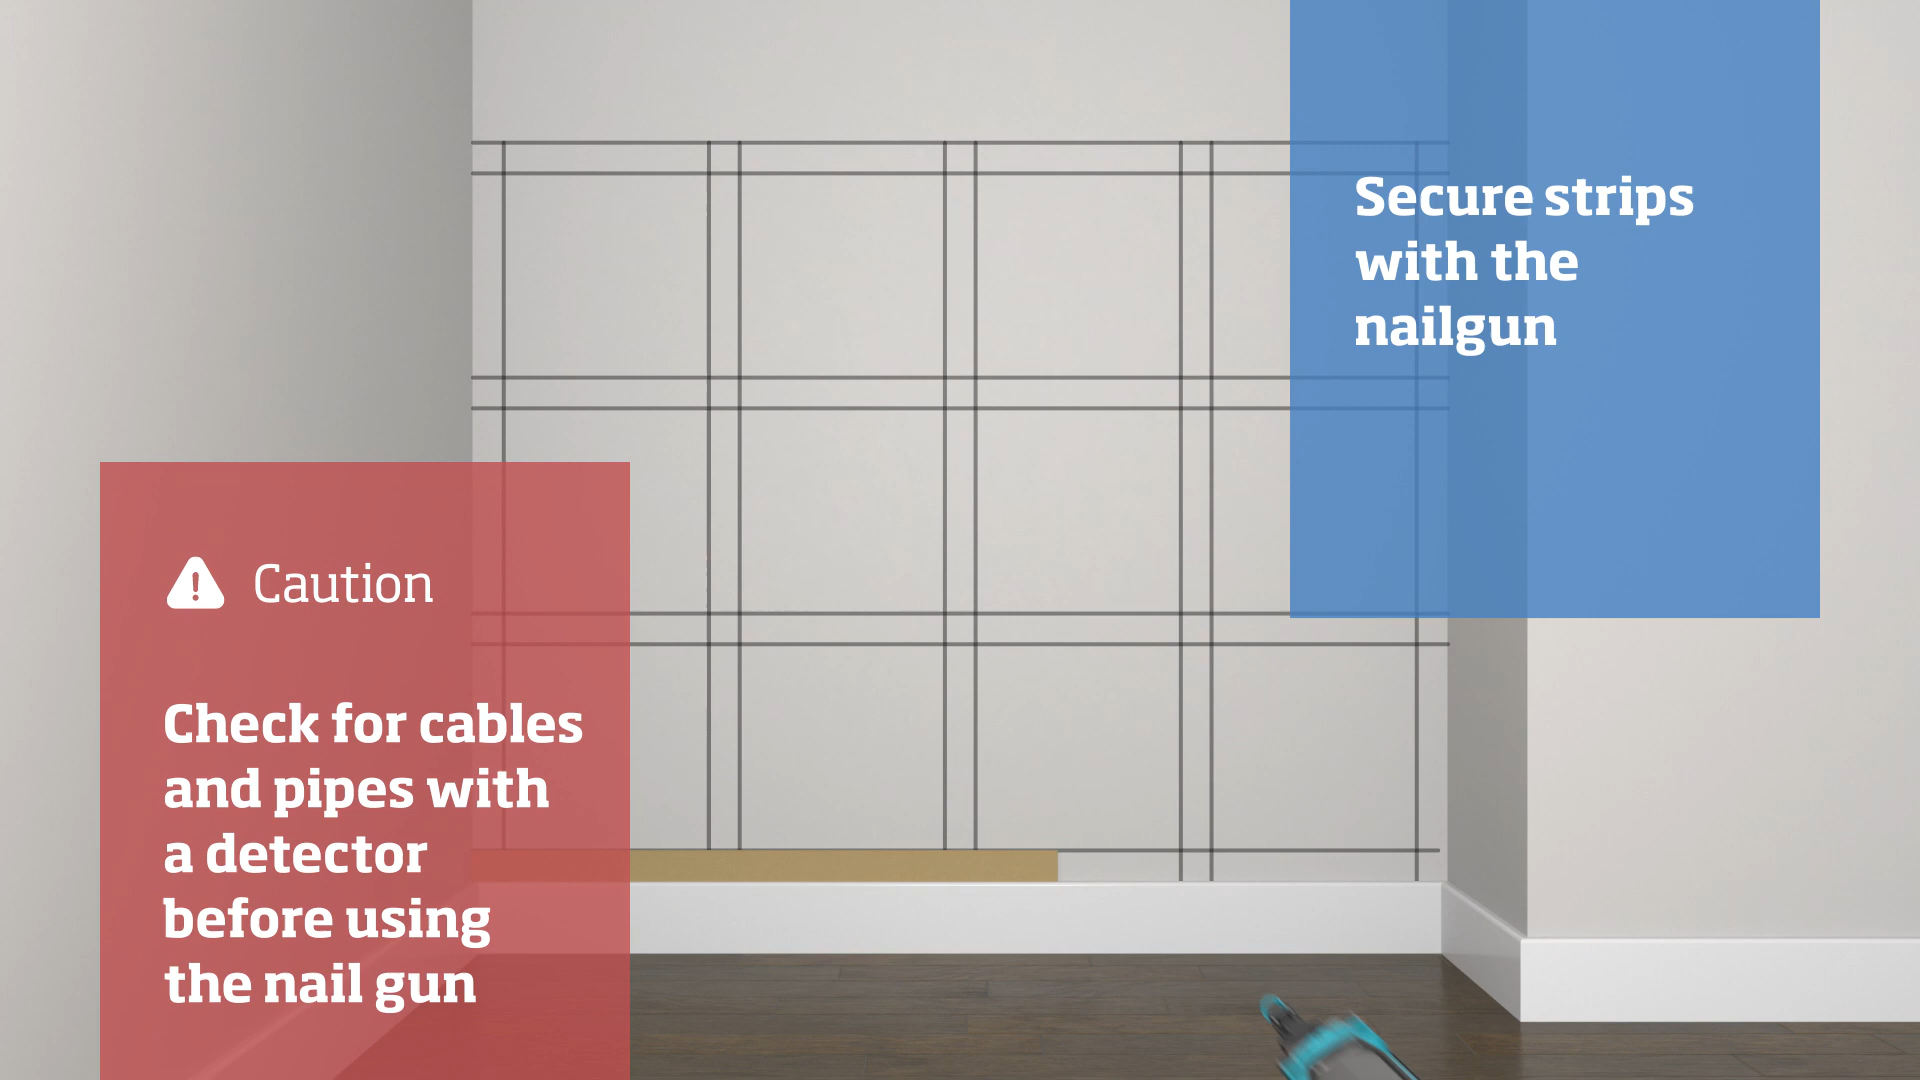 Secure strips
with the
nailgun
Caution
Check for cables
and pipes with
a detector
before using
the nail gun